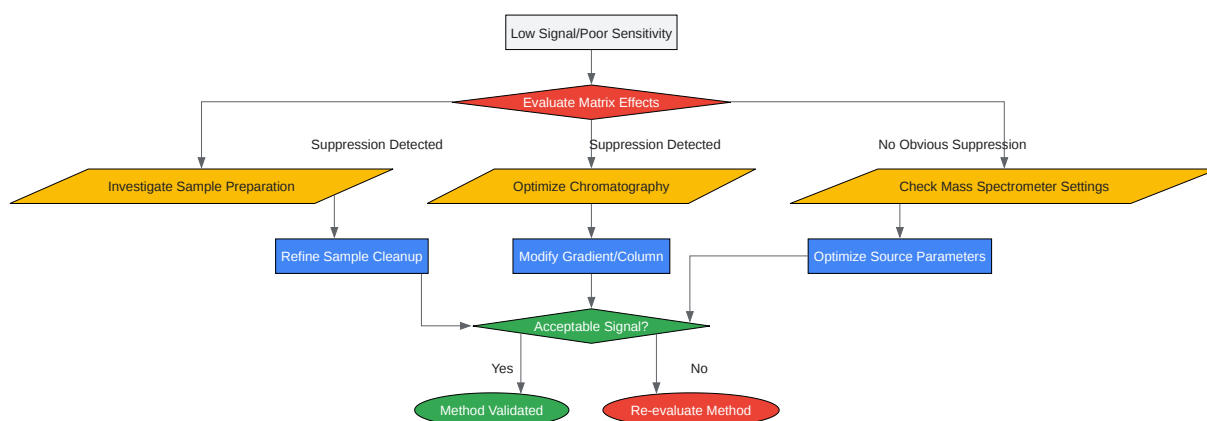 Low Signal/Poor Sensitivity
Evaluate Matrix Effects
Suppression Detected
Suppression Detected
No Obvious Suppression
Investigate Sample Preparation
Optimize Chromatography
Check Mass Spectrometer Settings
Refine Sample Cleanup
Modify Gradient/Column
Optimize Source Parameters
Acceptable Signal?
Yes
No
Method Validated
Re-evaluate Method